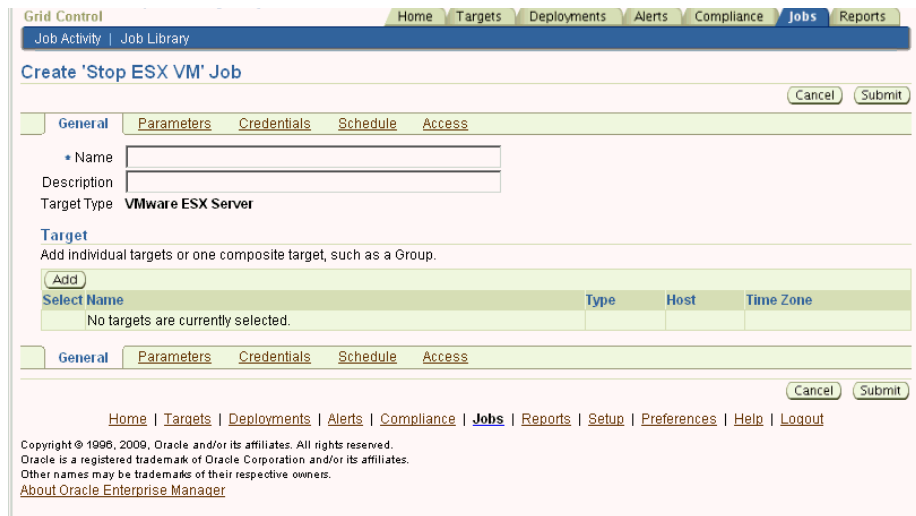 Grid Control
Home Targets Deployments Alerts Compliance Jobs Reports
Job Activity | Job Library
Create 'Stop ESX VM' Job
Cancel Submit
General Parameters Credentials Schedule Access
* Name
Description
Target Type VMware ESX Server
Target
Add individual targets or one composite target, such as a Group.
Add
Select Name Type Host Time Zone
No targets are currently selected.
General Parameters Credentials Schedule Access
Cancel Submit
Home | Targets | Deployments | Alerts | Compliance | Jobs | Reports | Setup | Preferences | Help | Logout
Copyright © 1996, 2009, Oracle and/or its affiliates. All rights reserved.
Oracle is a registered trademark of Oracle Corporation and/or its affiliates.
Other names may be trademarks of their respective owners.
About Oracle Enterprise Manager